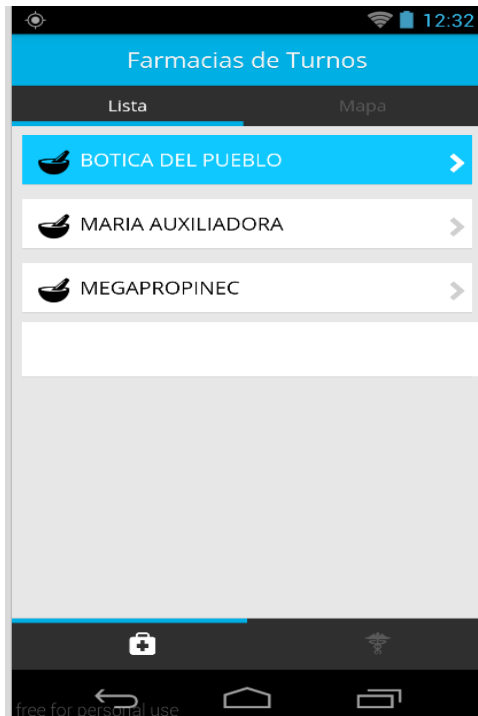 12:32
Farmacias de Turnos
Lista Mapa
BOTICA DEL PUEBLO
MARIA AUXILIADORA
MEGAPROPINEC
free for personal use